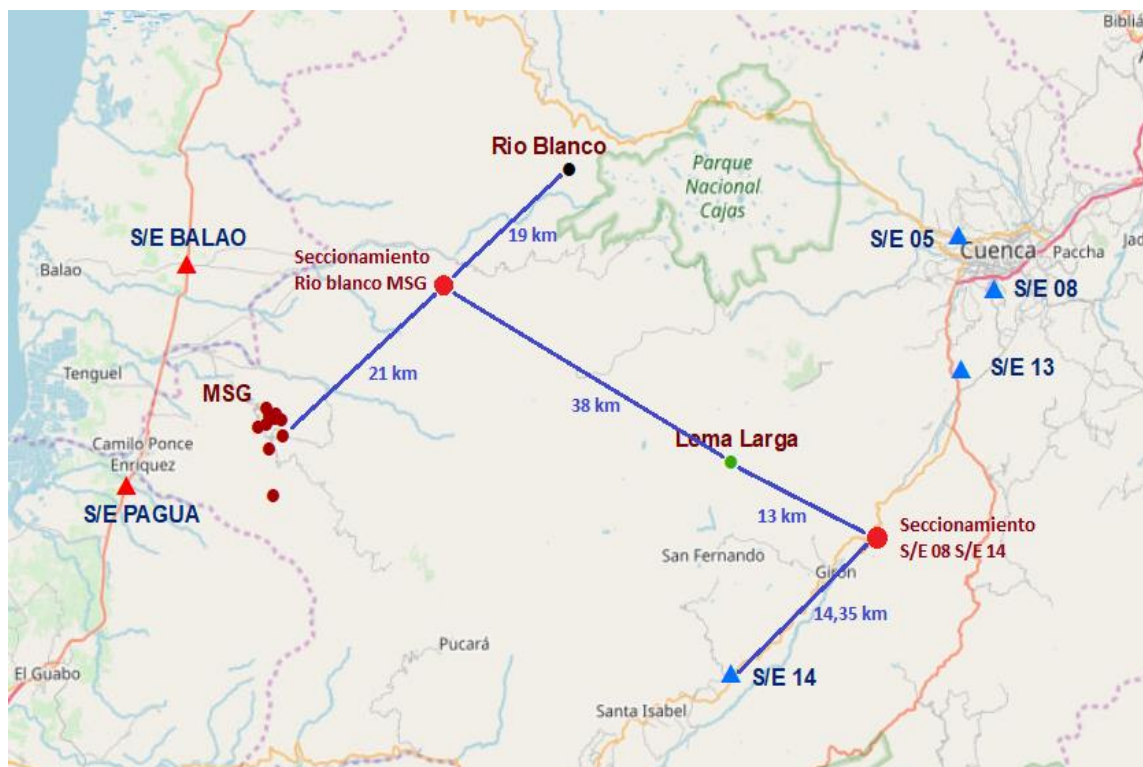 Bibliá
Rio Blanco
Parque
Nacional
Cajas
S/E BALAO
19 km
S/E 05
Cuenca
Paccha
Jad
Balao
Seccionamiento
Rio blanco MSG
S/E 08
Tenguel
21 km
S/E 13
MSG
38 km
Camilo Ponce
Enriquez
Loma Larga
S/E PAGUA
13 km
Seccionamiento
S/E 08 S/E 14
San Fernando
Girón
14,35 km
Pucará
El Guabo
S/E 14
Santa Isabel